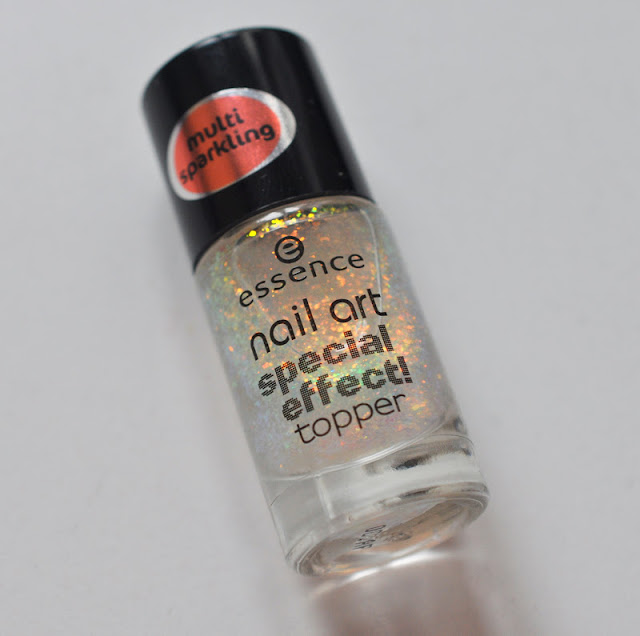 multi
sparkling
e
essence
nail art
special
effect!
topper